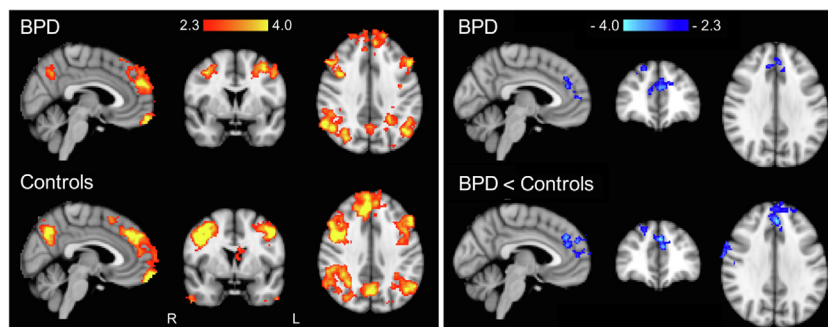 BPD
2.3 4.0
Controls
R L
- 4.0 - 2.3
BPD
BPD < Controls